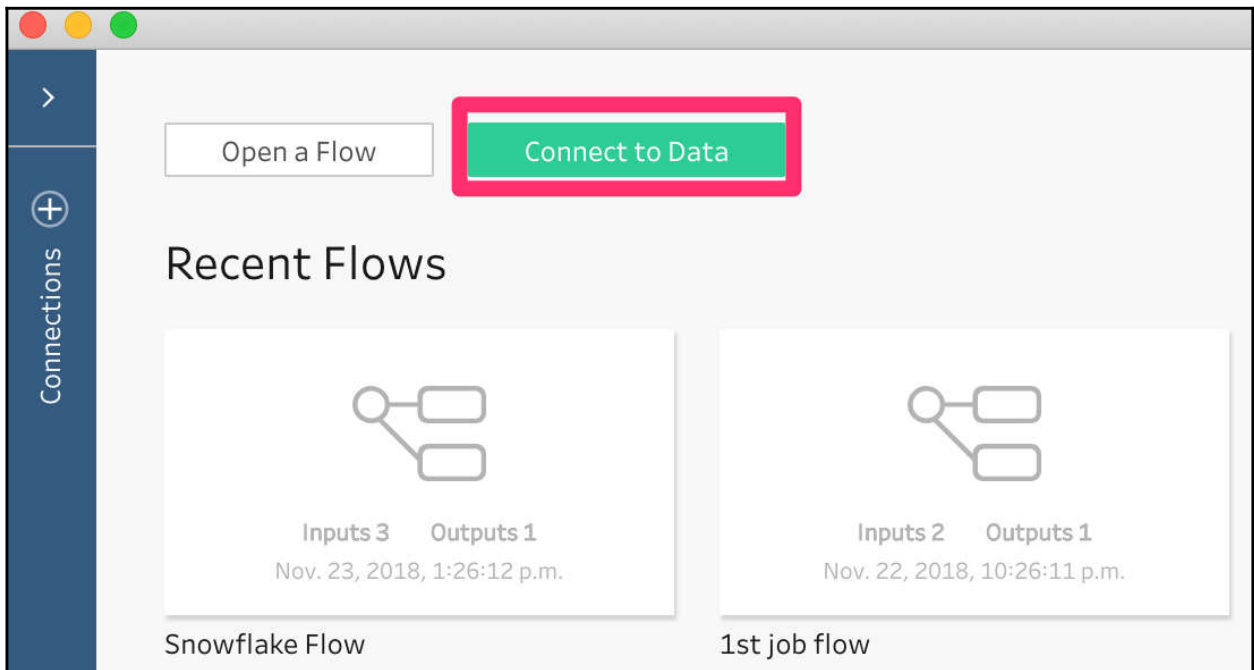 Open a Flow
Connect to Data
Connections
Recent Flows
Inputs 3 Outputs 1
Nov. 23, 2018, 1:26:12 p.m.
Snowflake Flow
Inputs 2 Outputs 1
Nov. 22, 2018, 10:26:11 p.m.
1st job flow